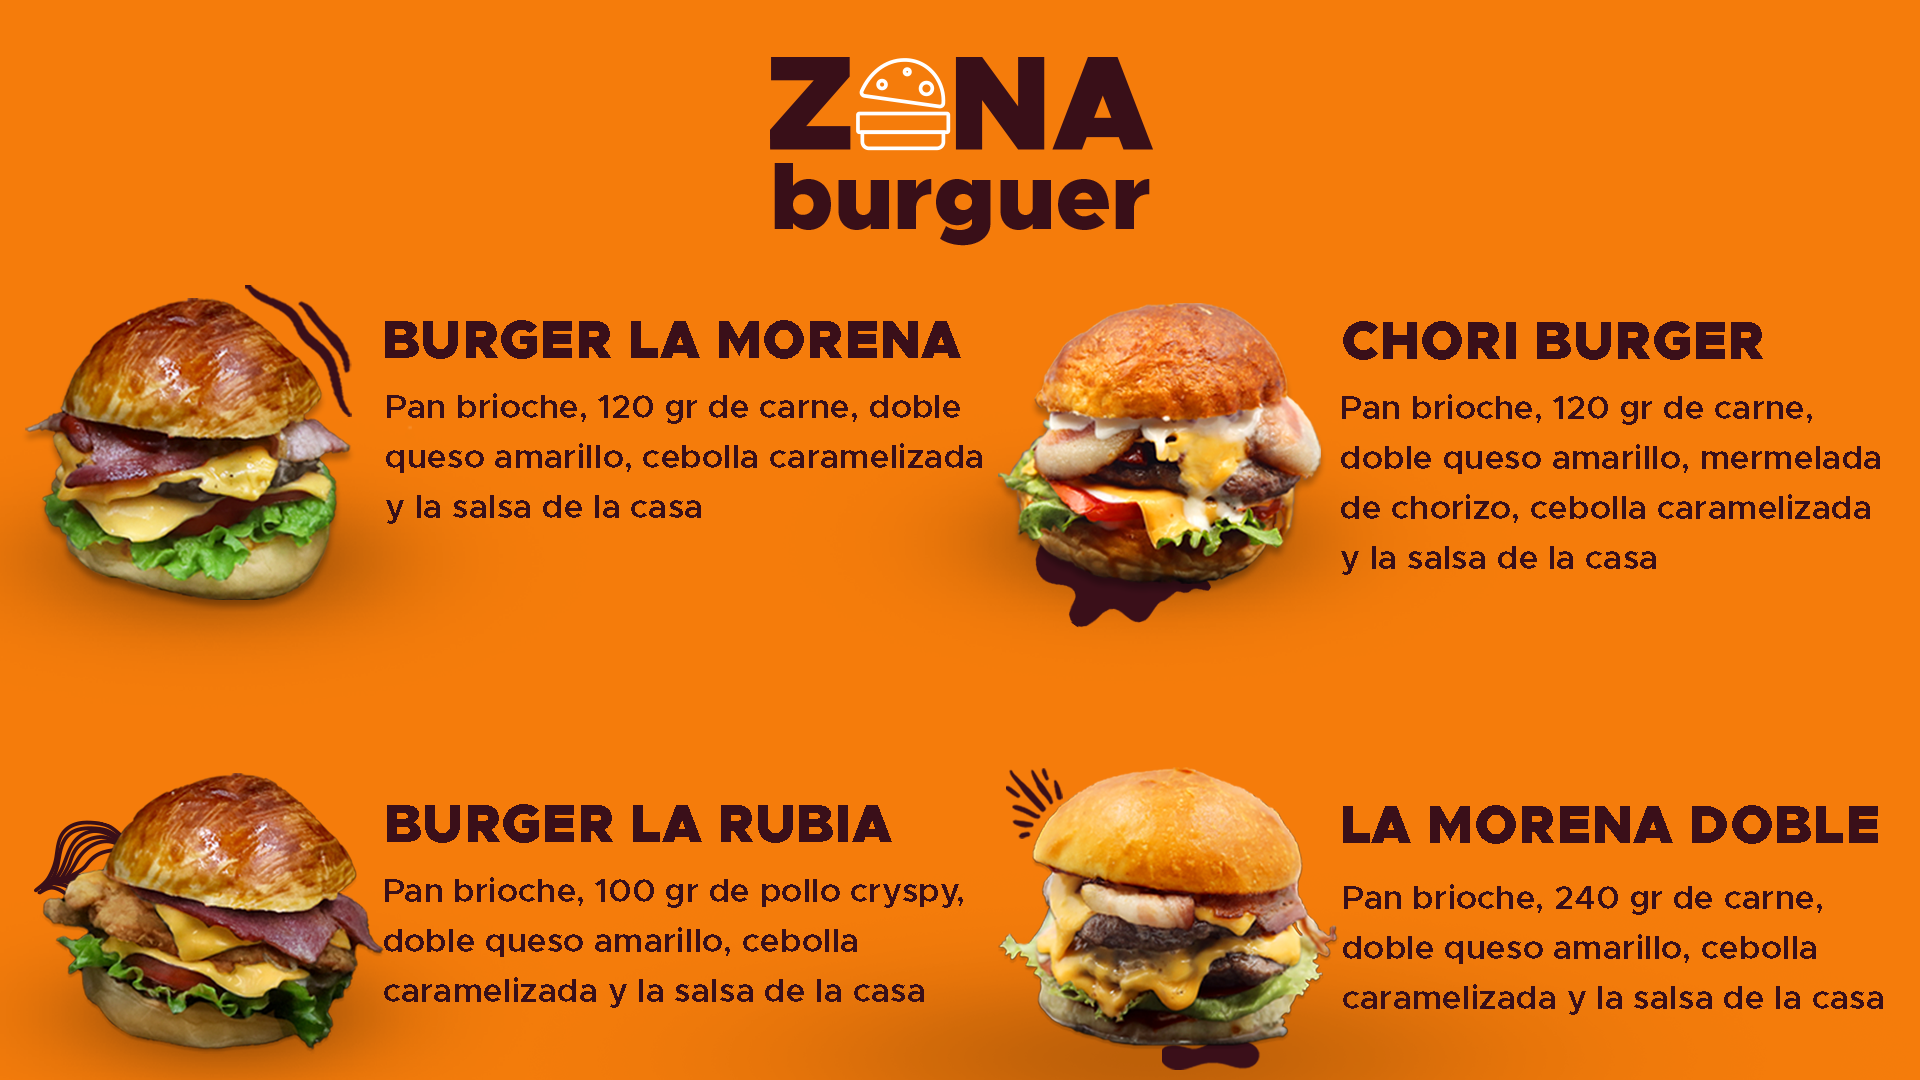 ZONA
burguer
BURGER LA MORENA
Pan brioche, 120 gr de carne, doble
queso amarillo, cebolla caramelizada
y la salsa de la casa
CHORI BURGER
Pan brioche, 120 gr de carne,
doble queso amarillo, mermelada
de chorizo, cebolla caramelizada
y la salsa de la casa
BURGER LA RUBIA
Pan brioche, 100 gr de pollo cryspy,
doble queso amarillo, cebolla
caramelizada y la salsa de la casa
LA MORENA DOBLE
Pan brioche, 240 gr de carne,
doble queso amarillo, cebolla
caramelizada y la salsa de la casa